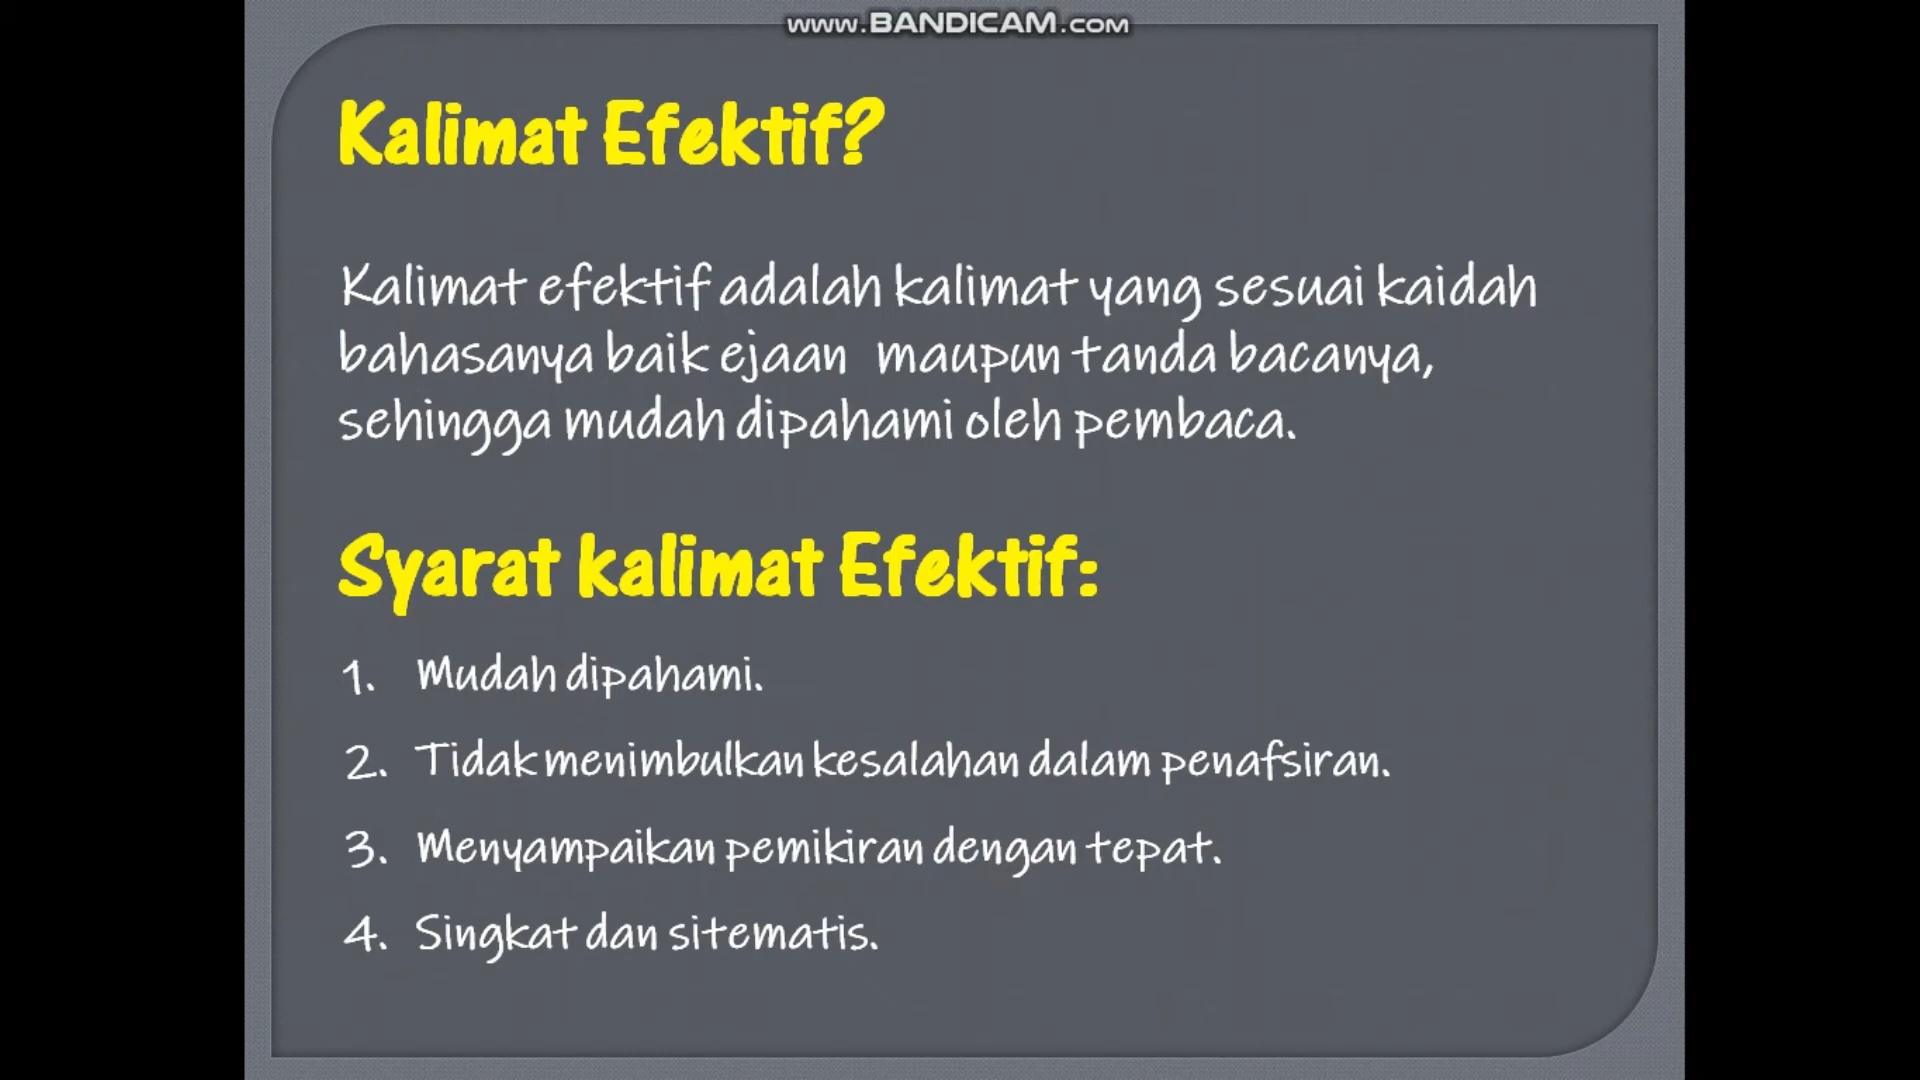 www.BANDICAM.com
Kalimat Efektif?
Kalimat efektif adalah kalimat yang sesuai kaidah
bahasanya baik ejaan maupun tanda bacanya,
sehingga mudah dipahami oleh pembaca.
Syarat kalimat Efektif:
1. Mudah dipahami.
2. Tidak menimbulkan kesalahan dalam penafsiran.
3. Menyampaikan pemikiran dengan tepat.
4. Singkat dan sitematis.